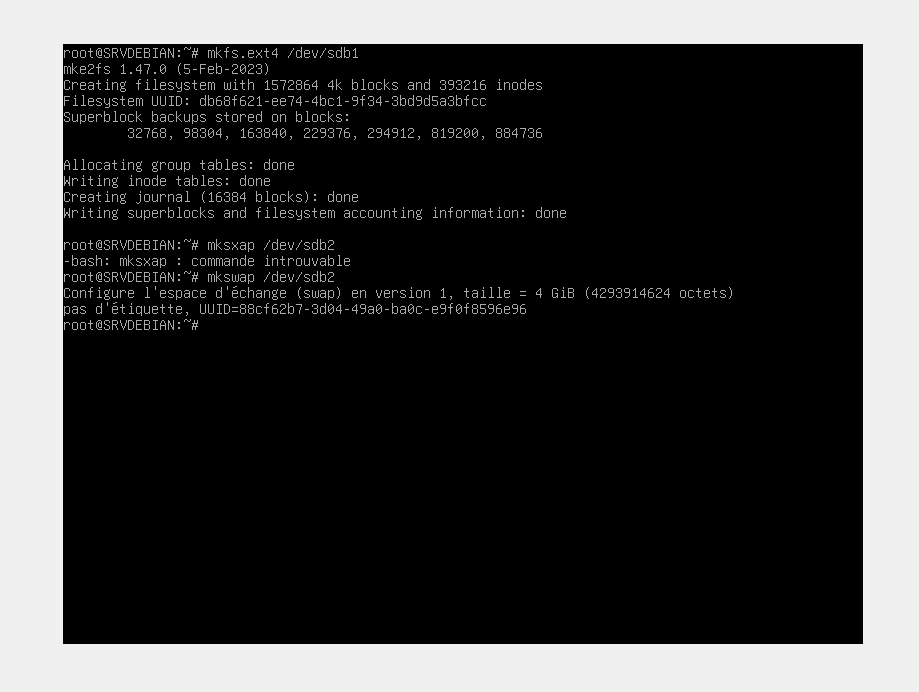 root@SRVDEBIAN:~# mkfs.ext4 /dev/sdb1
mke2fs 1.47.0 (5-Feb-2023)
Creating filesystem with 1572864 4k blocks and 393216 inodes
Filesystem UUID: db68f621-ee74-4bc1-9f34-3bd9d5a3bfcc
Superblock backups stored on blocks:
        32768, 98304, 163840, 229376, 294912, 819200, 884736
Allocating group tables: done
Writing inode tables: done
Creating journal (16384 blocks): done
Writing superblocks and filesystem accounting information: done
root@SRVDEBIAN:~# mksxap /dev/sdb2
-bash: mksxap : commande introuvable
root@SRVDEBIAN:~# mkswap /dev/sdb2
Configure l'espace d'échange (swap) en version 1, taille = 4 GiB (4293914624 octets)
pas d'étiquette, UUID=88cf62b7-3d04-49a0-ba0c-e9f0f8596e96
root@SRVDEBIAN:~#